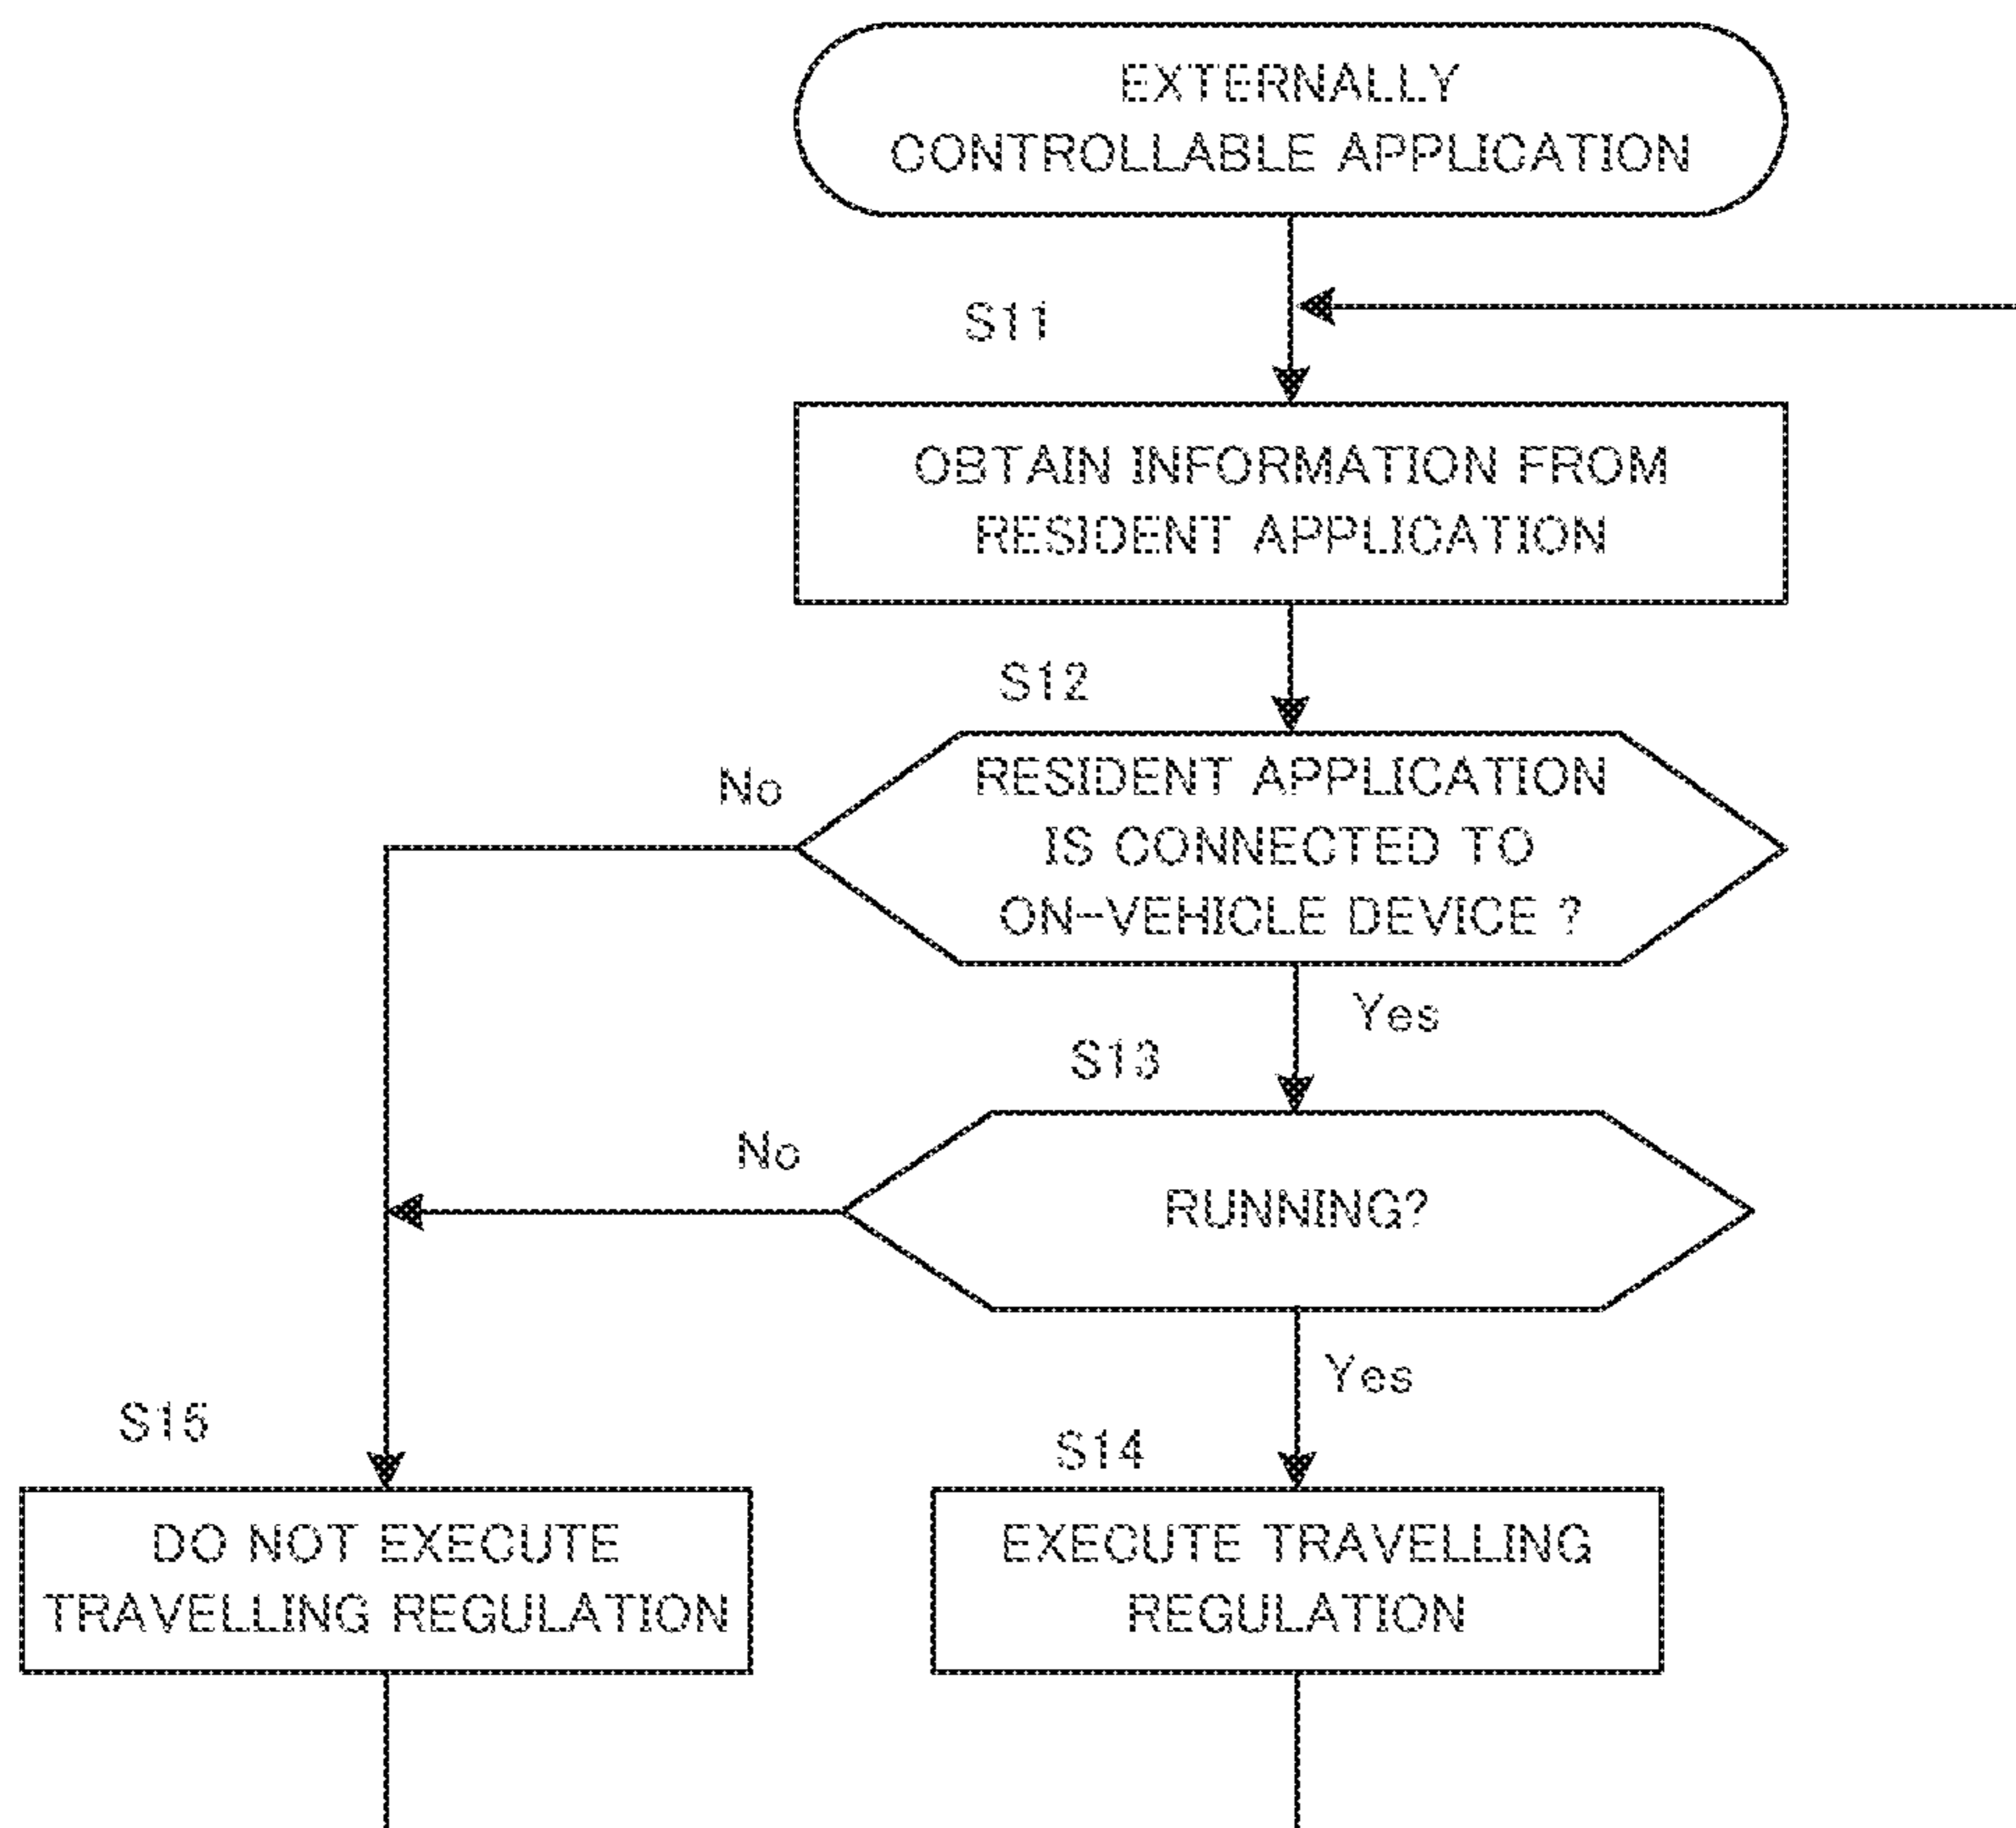 EXTERNALLY
CONTROLLABLE APPLICATION
S11
OBTAIN INFORMATION FROM
RESIDENT APPLICATION
S12
No
RESIDENT APPLICATION
IS CONNECTED TO
ON-VEHICLE DEVICE ?
Yes
S13
No
RUNNING?
Yes
S15
S14
DO NOT EXECUTE
TRAVELLING REGULATION
EXECUTE TRAVELLING
REGULATION